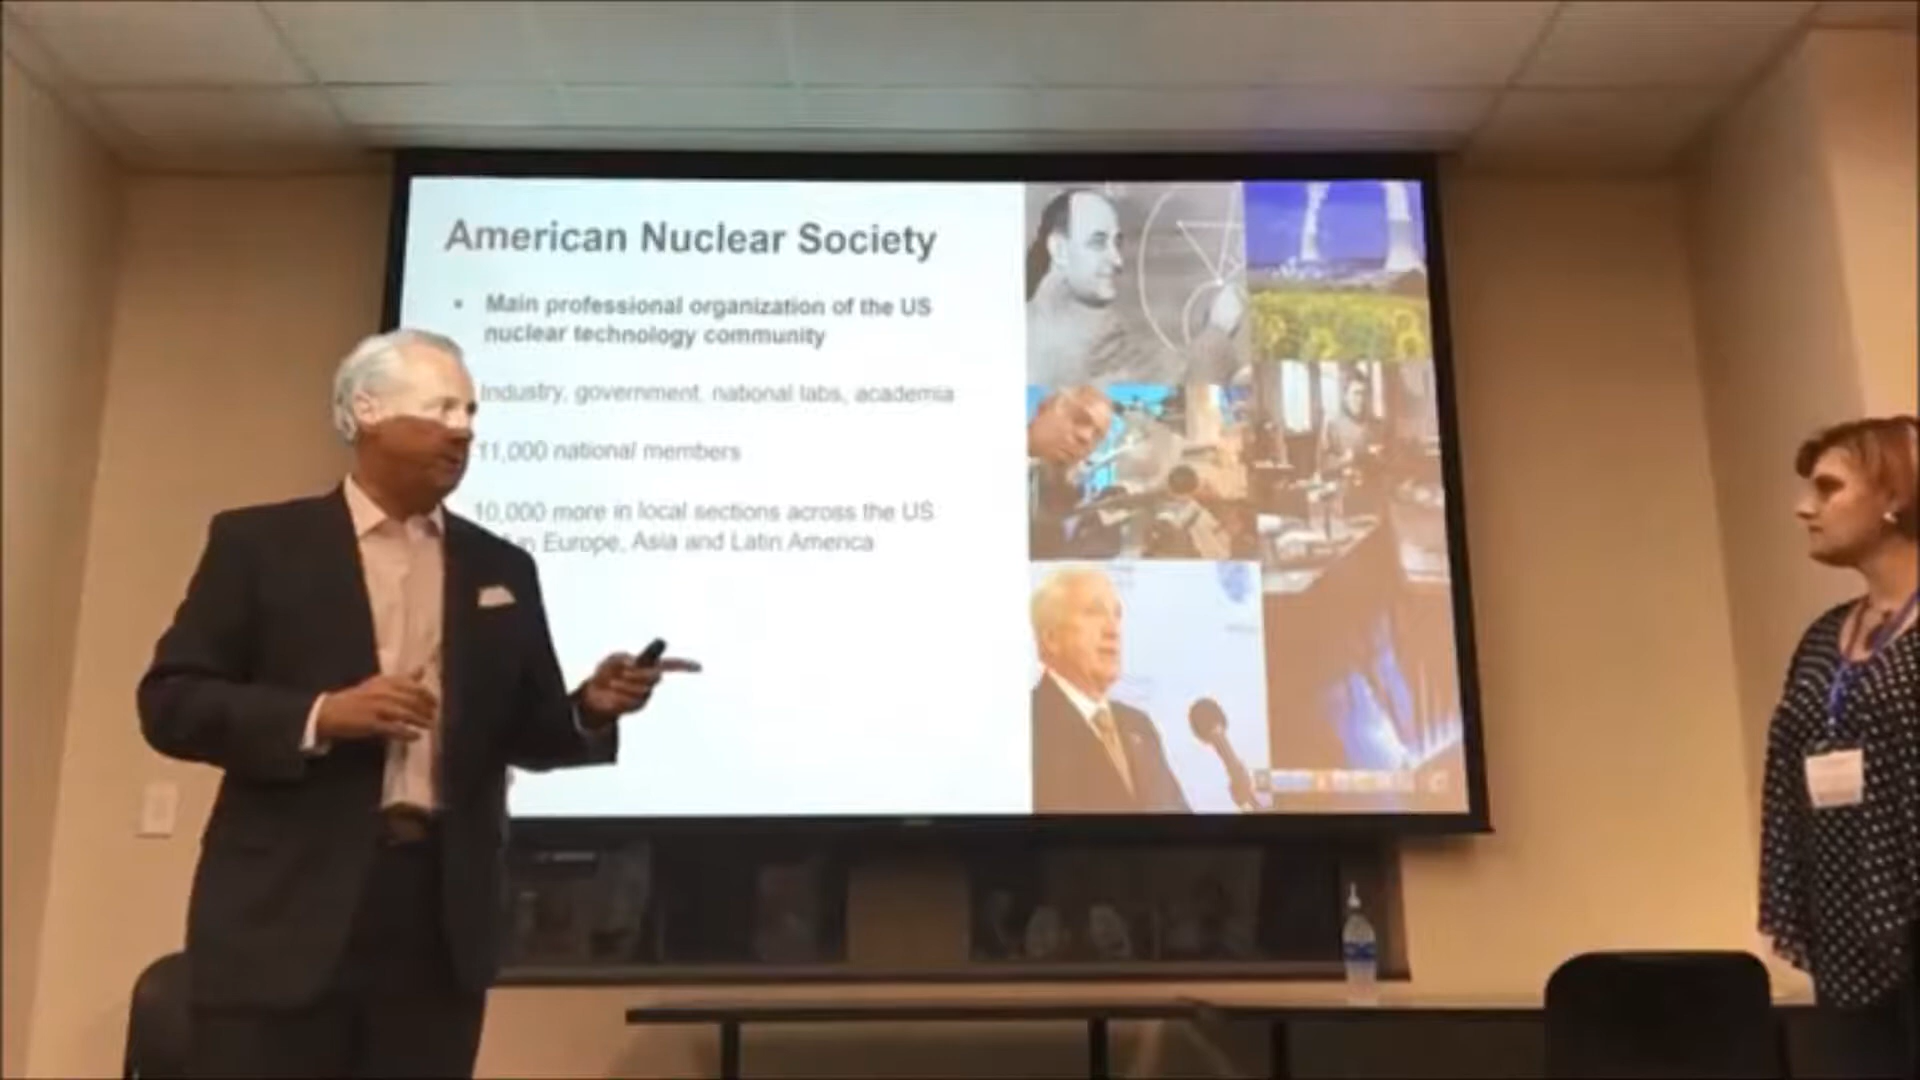 American Nuclear Society
• Main professional organization of the US
nuclear technology community
Industry, government, national labs, academia
11,000 national members
10,000 more in local sections across the US
in Europe, Asia and Latin America